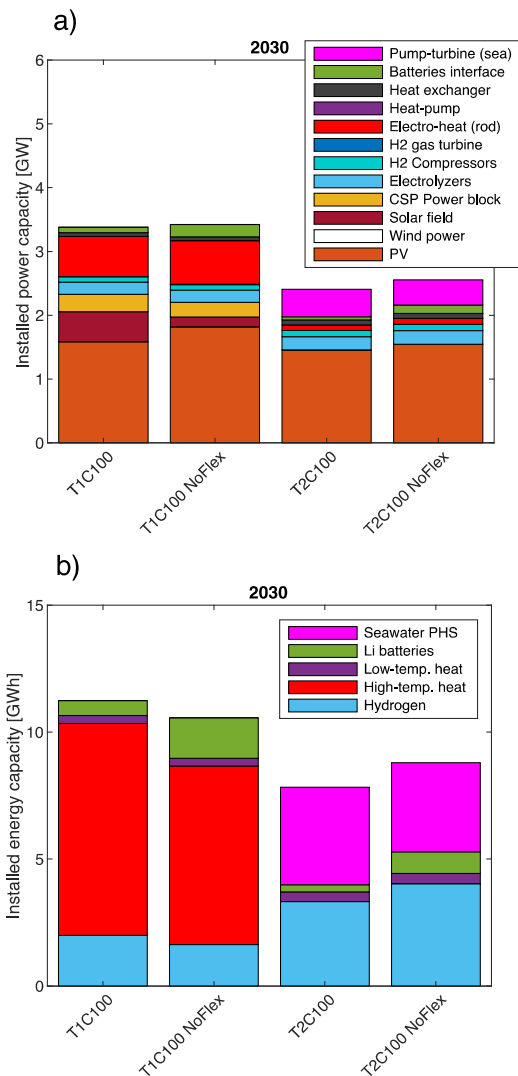 a)
2030
Installed power capacity [GW]
6
5
4
3
2
1
0
Pump-turbine (sea)
Batteries interface
Heat exchanger
Heat-pump
Electro-heat (rod)
H2 gas turbine
H2 Compressors
Electrolyzers
CSP Power block
Solar field
Wind power
PV
T1C100
T1C100 NoFlex
T2C100
T2C100 NoFlex
b)
2030
Installed energy capacity [GWh]
15
10
5
0
Seawater PHS
Li batteries
Low-temp. heat
High-temp. heat
Hydrogen
T1C100
T1C100 NoFlex
T2C100
T2C100 NoFlex